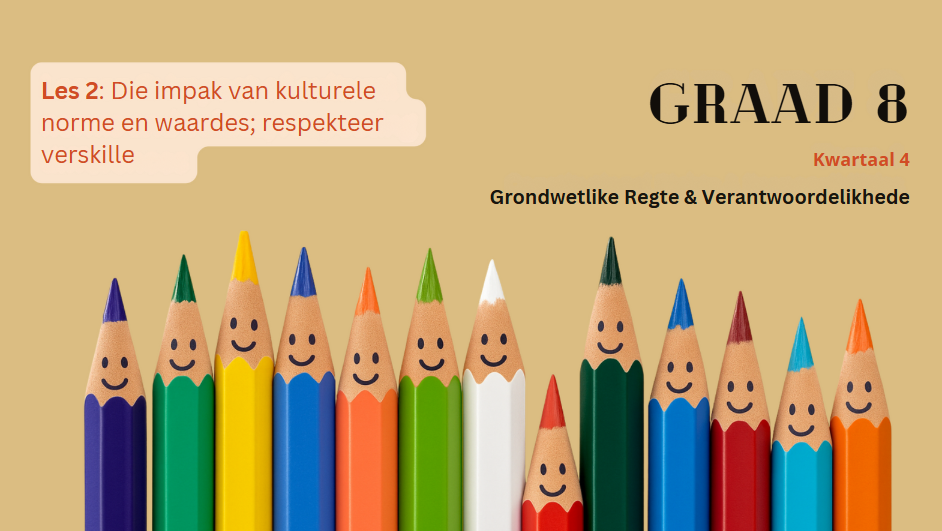 Les 2: Die impak van kulturele
norme en waardes; respekteer
verskille
GRAAD 8
Kwartaal 4
Grondwetlike Regte & Verantwoordelikhede